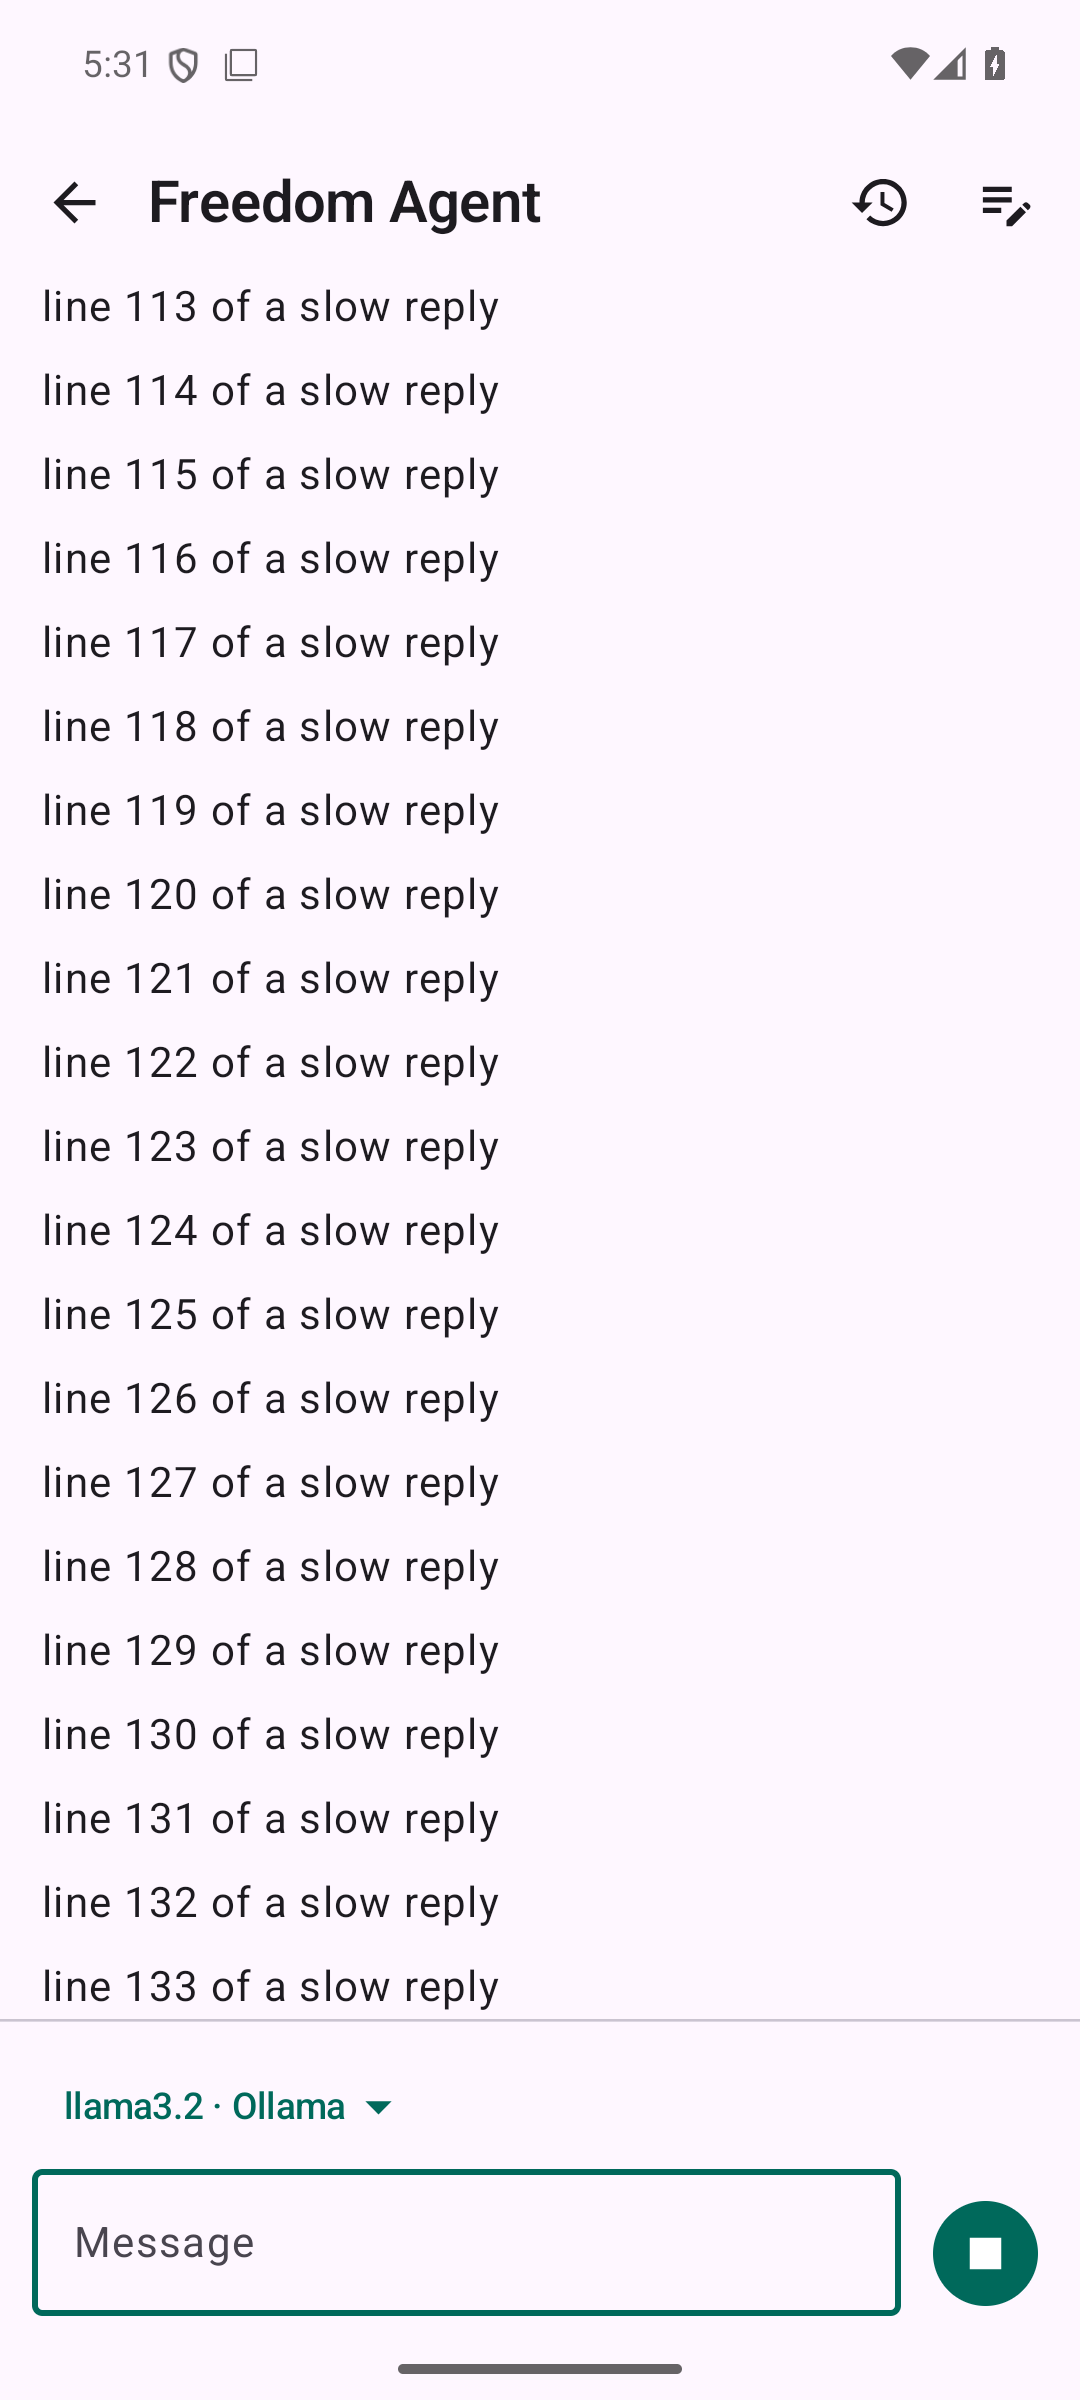 5:31
Freedom Agent
line 113 of a slow reply
line 114 of a slow reply
line 115 of a slow reply
line 116 of a slow reply
line 117 of a slow reply
line 118 of a slow reply
line 119 of a slow reply
line 120 of a slow reply
line 121 of a slow reply
line 122 of a slow reply
line 123 of a slow reply
line 124 of a slow reply
line 125 of a slow reply
line 126 of a slow reply
line 127 of a slow reply
line 128 of a slow reply
line 129 of a slow reply
line 130 of a slow reply
line 131 of a slow reply
line 132 of a slow reply
line 133 of a slow reply
llama3.2 · Ollama
Message